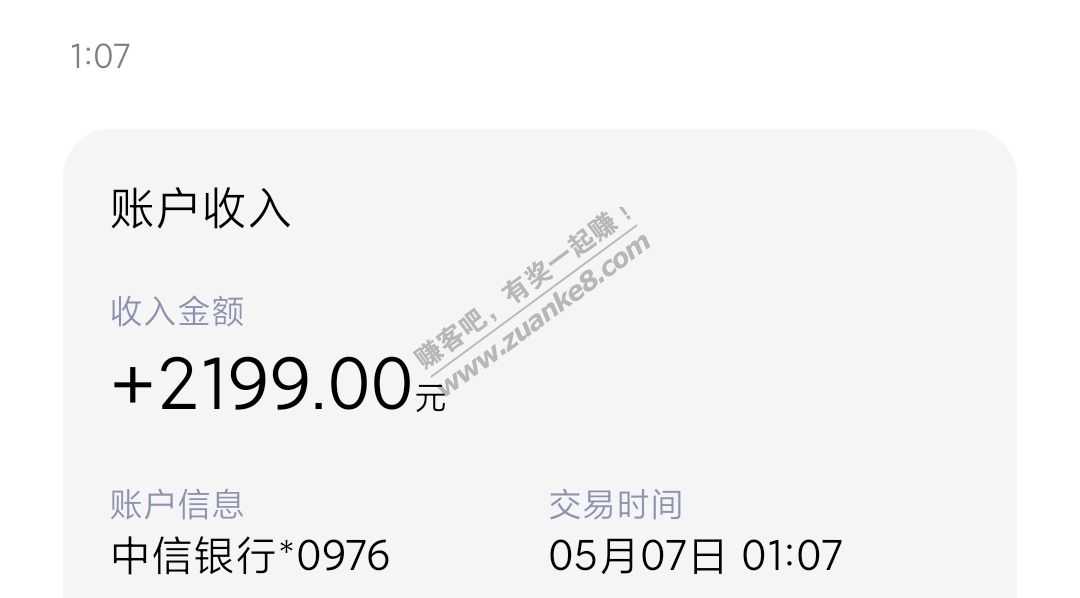 1:07
账户收入
收入金额
+2199.00元
赚客吧，有奖一起赚！
www.zuanke8.com
账户信息
交易时间
中信银行*0976
05月07日 01:07